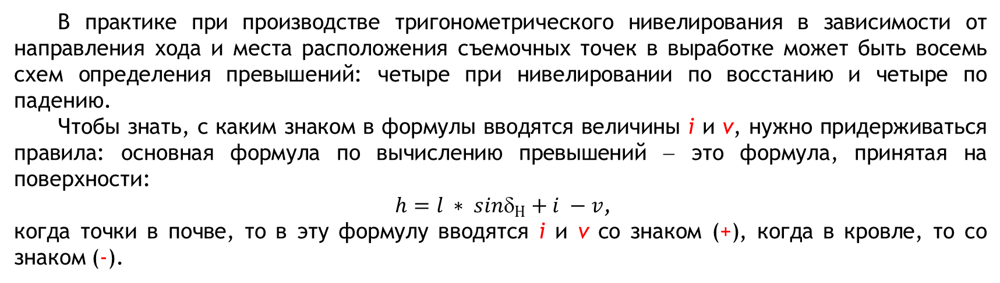 В практике при производстве тригонометрического нивелирования в зависимости от
направления хода и места расположения съемочных точек в выработке может быть восемь
схем определения превышений: четыре при нивелировании по восстанию и четыре по
падению.
Чтобы знать, с каким знаком в формулы вводятся величины i и v, нужно придерживаться
правила: основная формула по вычислению превышений – это формула, принятая на
поверхности:
h = l * sinδ_Н + i − v,
когда точки в почве, то в эту формулу вводятся i и v со знаком (+), когда в кровле, то со
знаком (-).